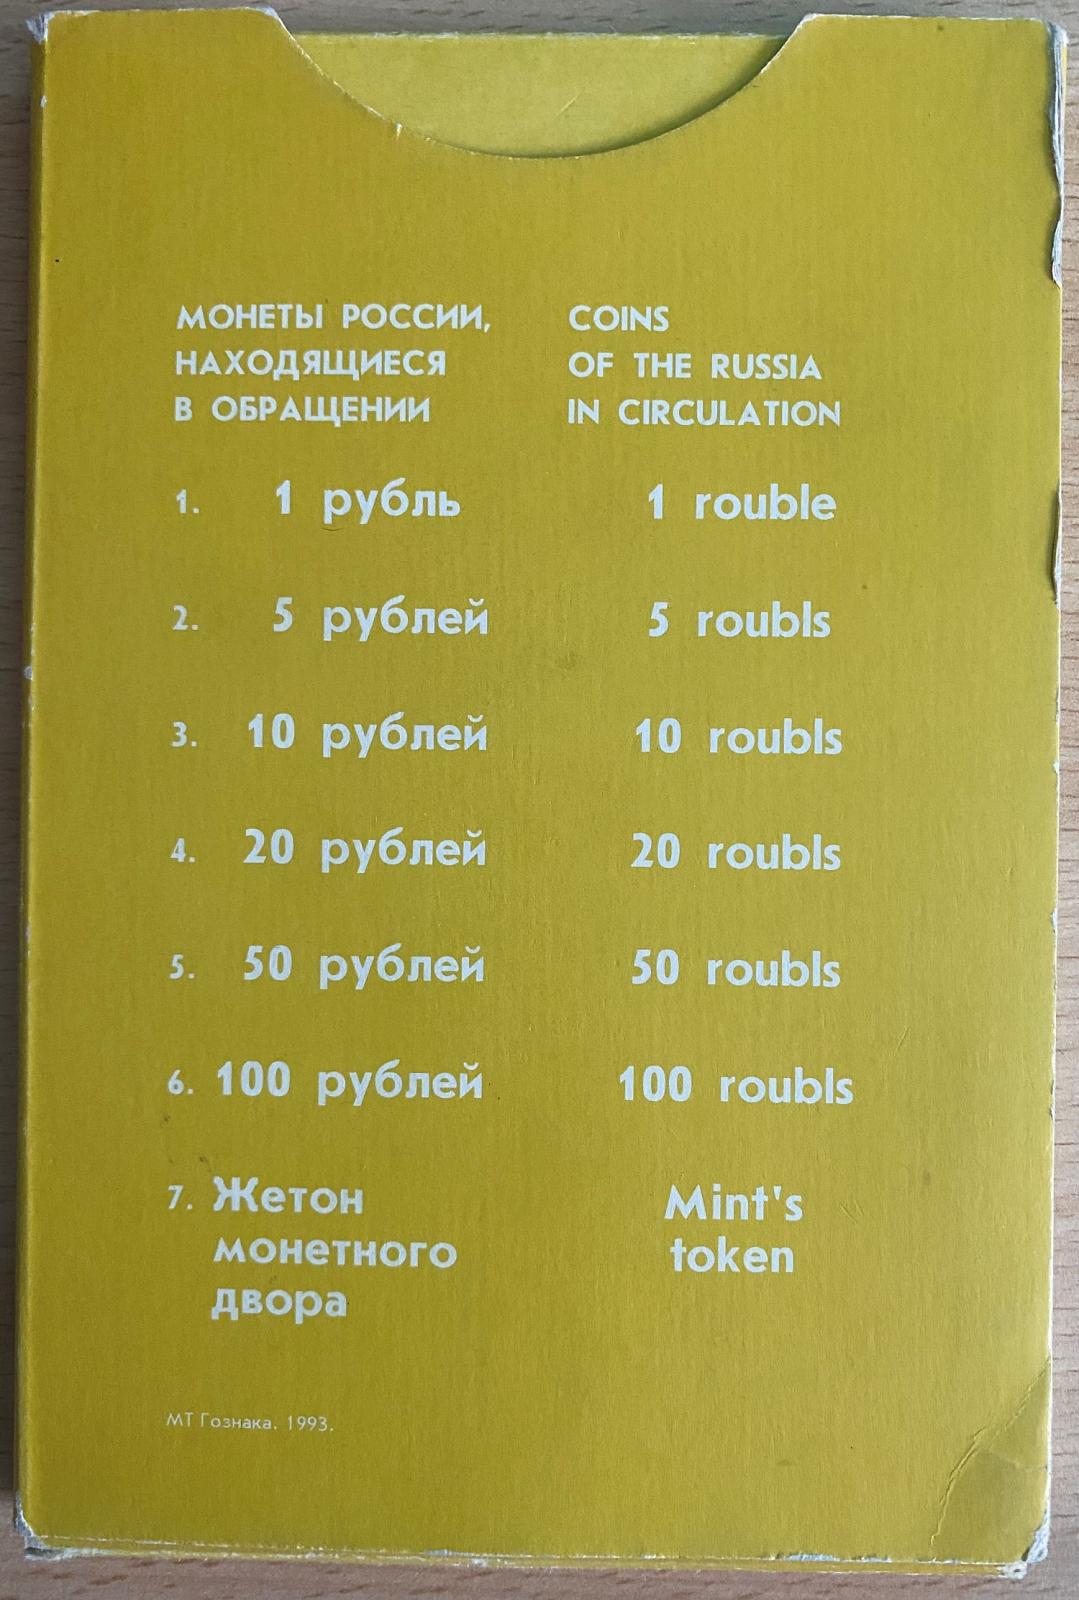 МОНЕТЫ РОССИИ,
НАХОДЯЩИЕСЯ
В ОБРАЩЕНИИ
COINS
OF THE RUSSIA
IN CIRCULATION
1. 1 рубль 1 rouble
2. 5 рублей 5 roubls
3. 10 рублей 10 roubls
4. 20 рублей 20 roubls
5. 50 рублей 50 roubls
6. 100 рублей 100 roubls
7. Жетон
монетного
двора
Mint's
token
МТ Гознака. 1993.